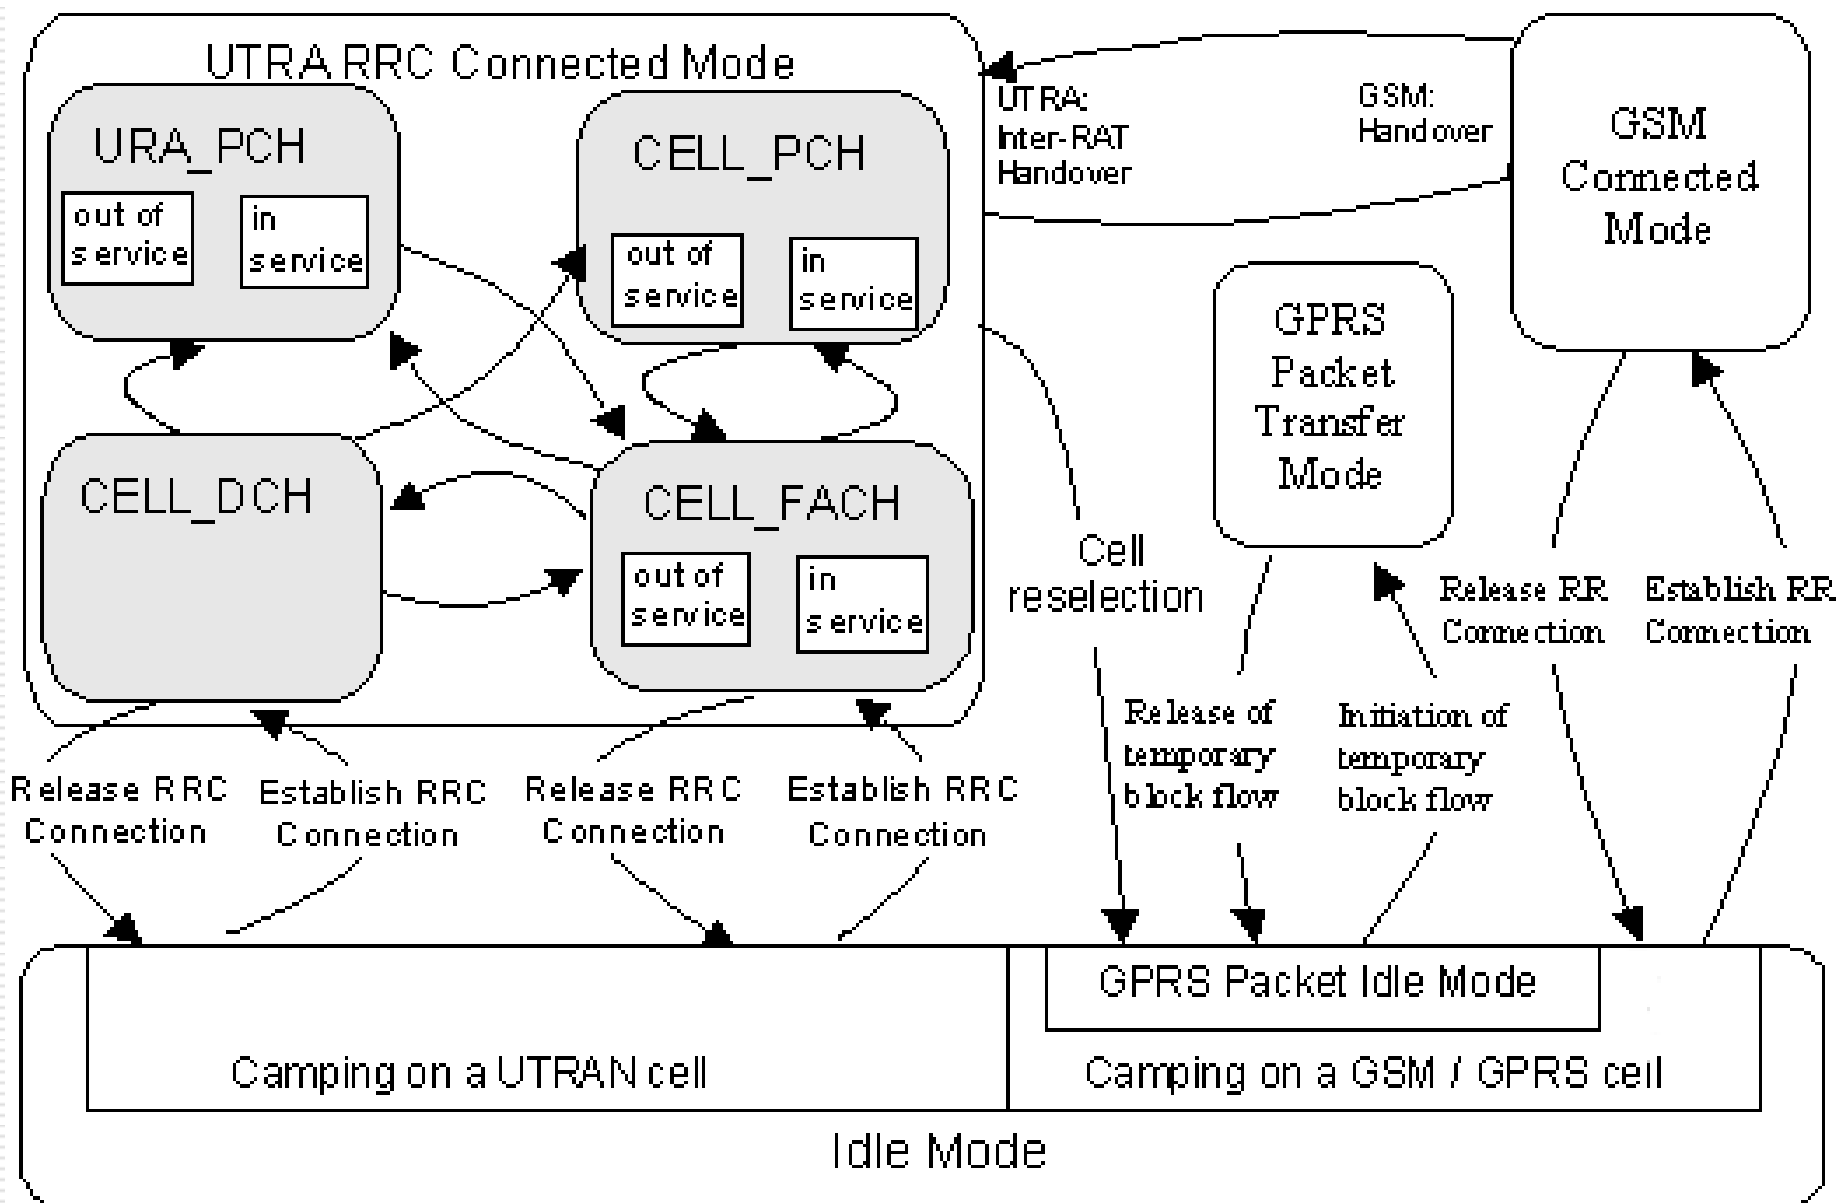 UTRA RRC Connected Mode
URA_PCH
out of
service
in
service
CELL_PCH
out of
service
in
service
CELL_DCH
CELL_FACH
out of
service
in
service
UTRA:
Inter-RAT
Handover
GSM:
Handover
GSM
Connected
Mode
GPRS
Packet
Transfer
Mode
Cell
reselection
Release RR
Connection
Establish RR
Connection
Release of
temporary
block flow
Initiation of
temporary
block flow
Release RRC
Connection
Establish RRC
Connection
Release RRC
Connection
Establish RRC
Connection
GPRS Packet Idle Mode
Camping on a UTRAN cell
Camping on a GSM / GPRS cell
Idle Mode